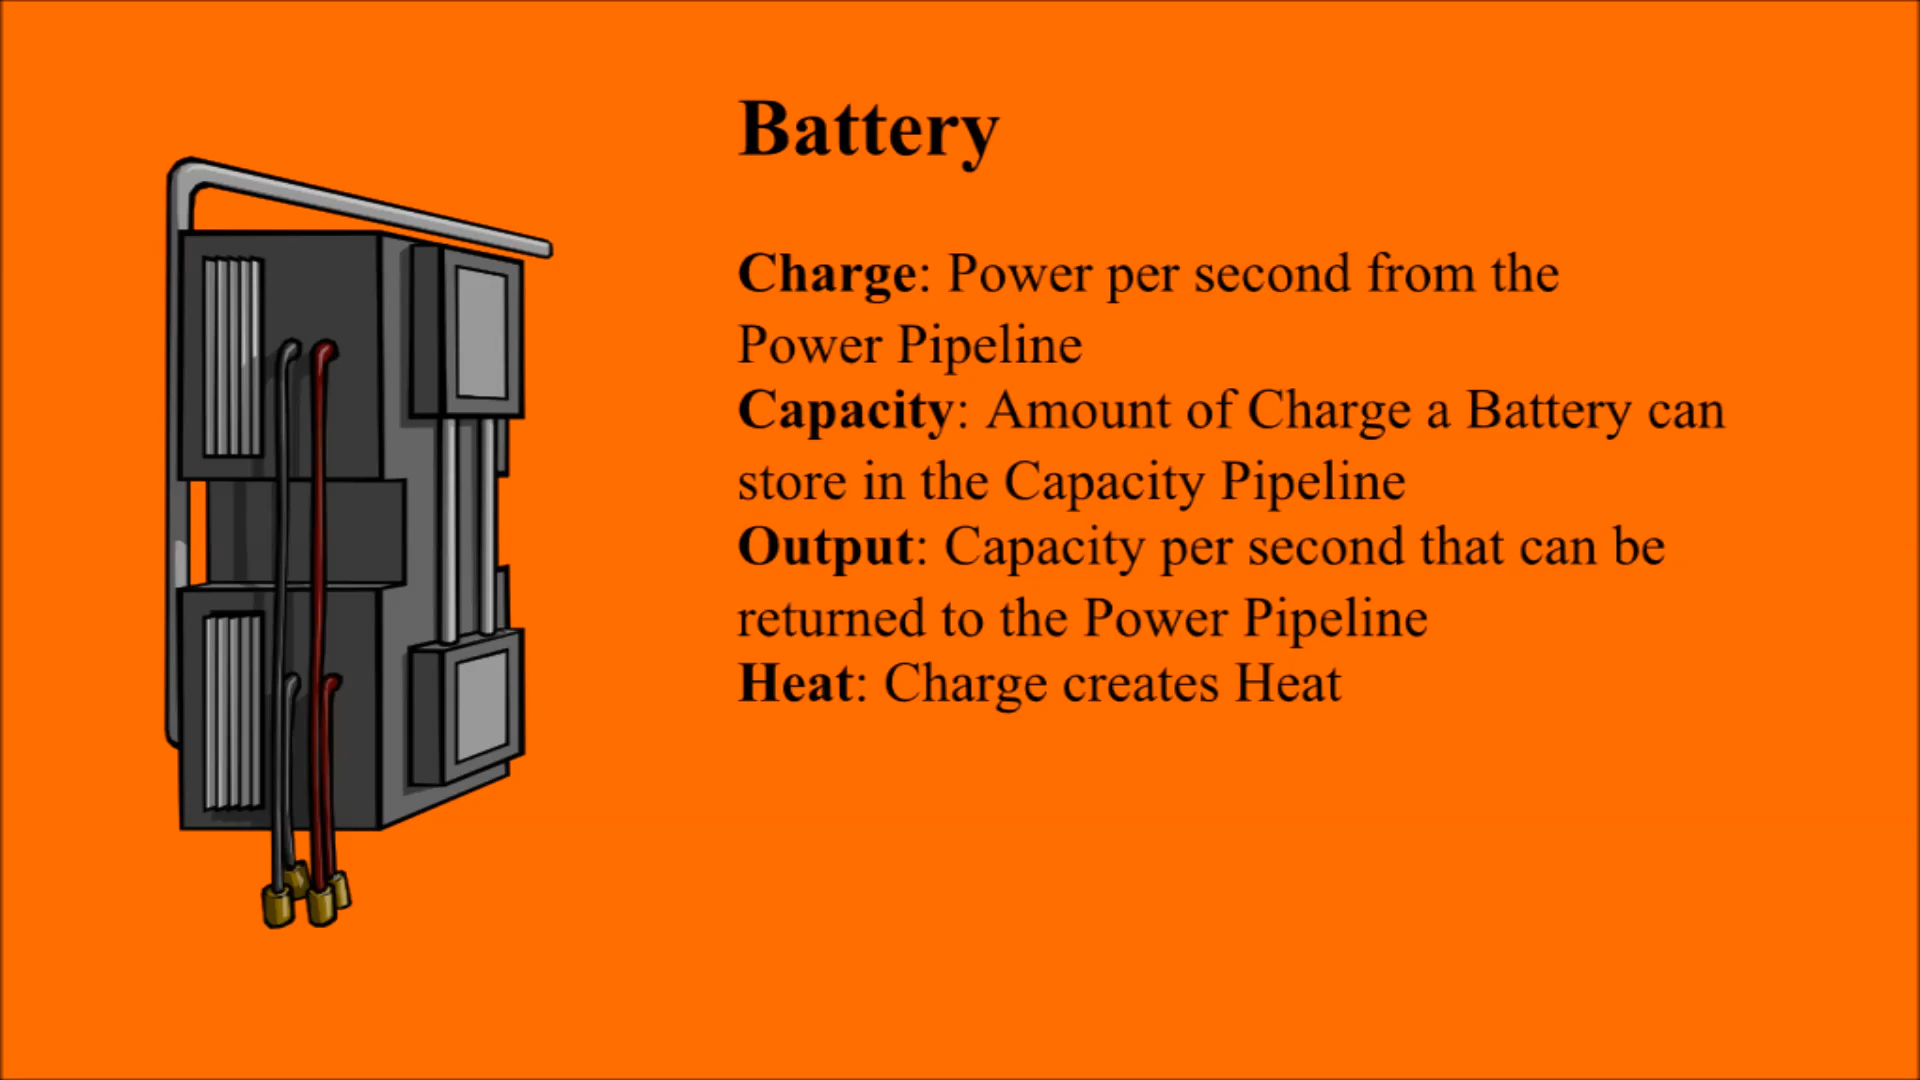 Battery
Charge: Power per second from the
Power Pipeline
Capacity: Amount of Charge a Battery can
store in the Capacity Pipeline
Output: Capacity per second that can be
returned to the Power Pipeline
Heat: Charge creates Heat